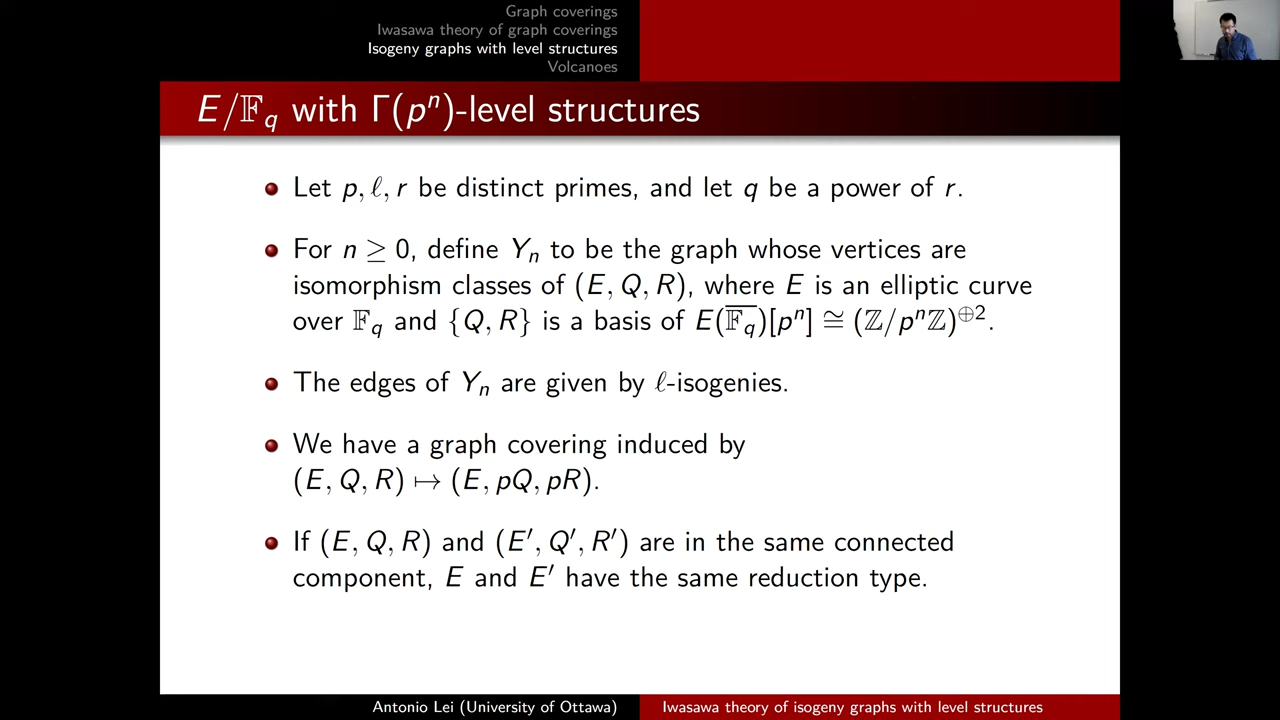 Graph coverings
Iwasawa theory of graph coverings
Isogeny graphs with level structures
Volcanoes
E/𝔽_q with Γ(p^n)-level structures
Let p, ℓ, r be distinct primes, and let q be a power of r.
For n ≥ 0, define Y_n to be the graph whose vertices are
isomorphism classes of (E, Q, R), where E is an elliptic curve
over 𝔽_q and {Q, R} is a basis of E(\overline{𝔽_q})[p^n] ≅ (ℤ/p^nℤ)^{⊕2}.
The edges of Y_n are given by ℓ-isogenies.
We have a graph covering induced by
(E, Q, R) ↦ (E, pQ, pR).
If (E, Q, R) and (E′, Q′, R′) are in the same connected
component, E and E′ have the same reduction type.
Antonio Lei (University of Ottawa)
Iwasawa theory of isogeny graphs with level structures